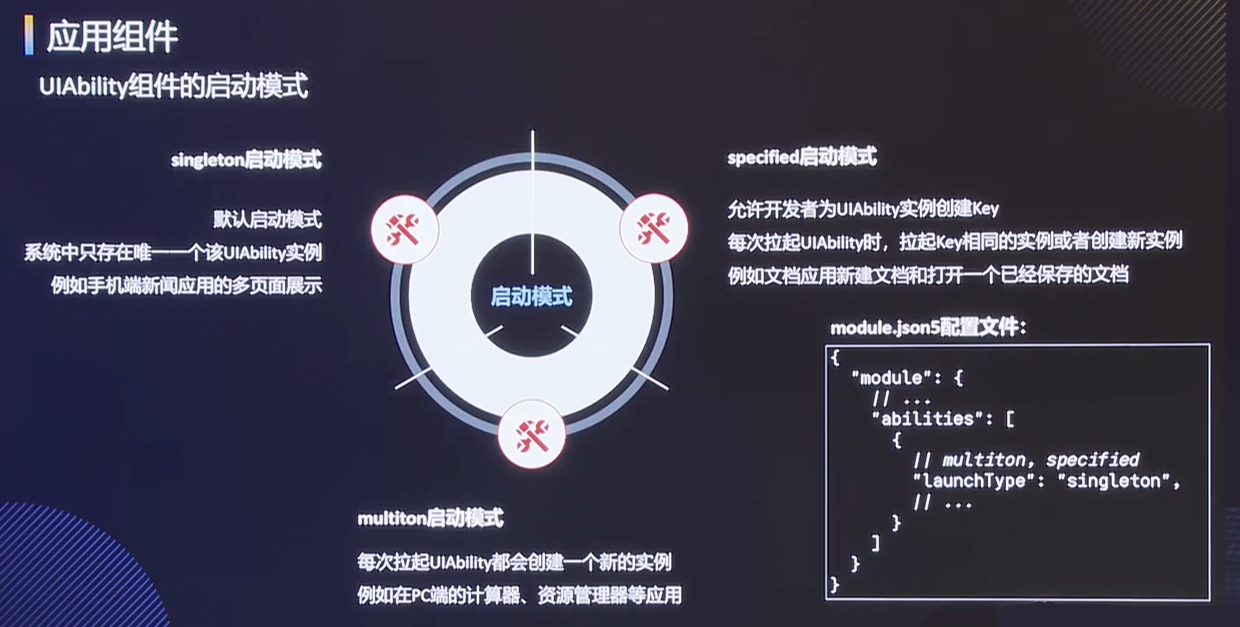 应用组件
UIAbility组件的启动模式
singleton启动模式
默认启动模式
系统中只存在唯一一个该UIAbility实例
例如手机端新闻应用的多页面展示
启动模式
specified启动模式
允许开发者为UIAbility实例创建Key
每次拉起UIAbility时，拉起Key相同的实例或者创建新实例
例如文档应用新建文档和打开一个已经保存的文档
multiton启动模式
每次拉起UIAbility都会创建一个新的实例
例如在PC端的计算器、资源管理器等应用
module.json5配置文件：
{
"module": {
// ...
"abilities": [
{
// multiton, specified
"launchType": "singleton",
// ...
}
]
}
}